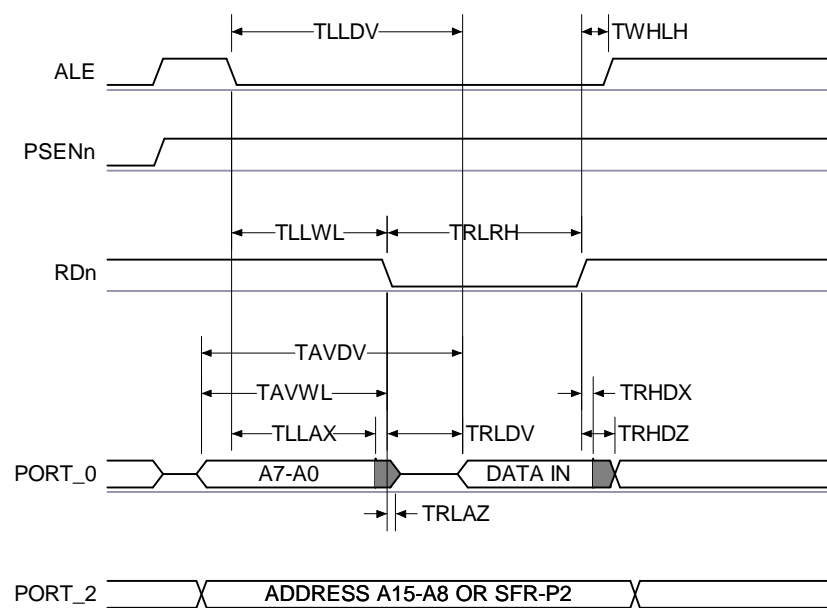 TLLDV TWHLH
ALE
PSENn
TLLWL TRLRH
RDn
TAVDV
TAVWL TRHDX
TLLAX TRLDV TRHDZ
PORT_0 A7-A0 DATA IN
TRLAZ
PORT_2 ADDRESS A15-A8 OR SFR-P2